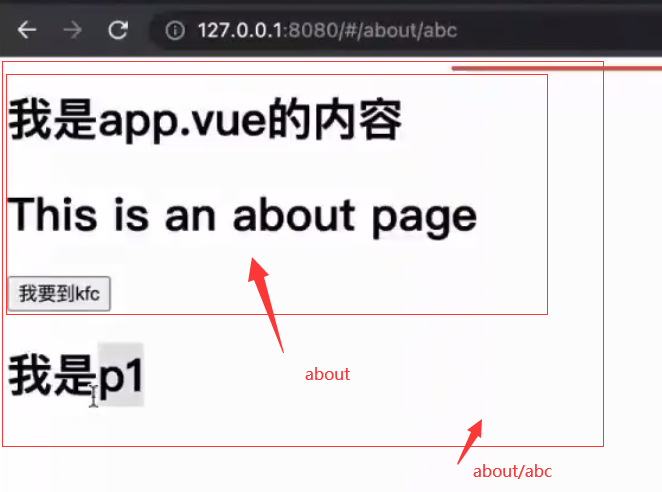 127.0.0.1:8080/#/about/abc
我是app.vue的内容
This is an about page
我要到kfc
我是p1
about
about/abc